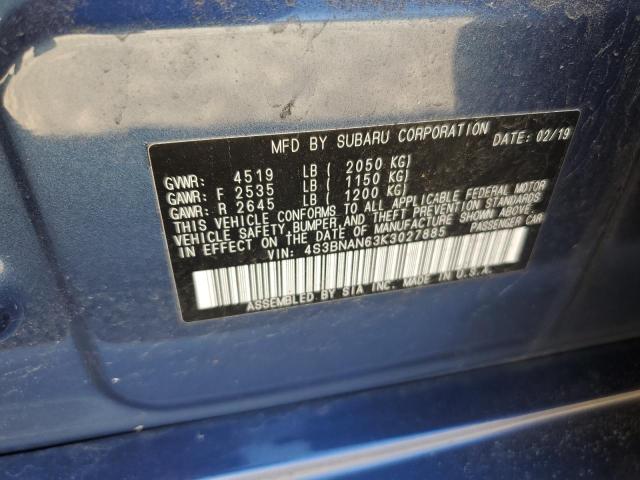 MFD BY SUBARU CORPORATION DATE: 02/19
GVWR: 4519 LB ( 2050 KG)
GAWR: F 2535 LB ( 1150 KG)
GAWR: R 2645 LB ( 1200 KG)
THIS VEHICLE CONFORMS TO ALL APPLICABLE FEDERAL MOTOR
VEHICLE SAFETY, BUMPER, AND THEFT PREVENTION STANDARDS
IN EFFECT ON THE DATE OF MANUFACTURE SHOWN ABOVE.
VIN: 4S3BNAN63K3027885 PASSENGER CAR
ASSEMBLED BY SIA INC. MADE IN U.S.A.